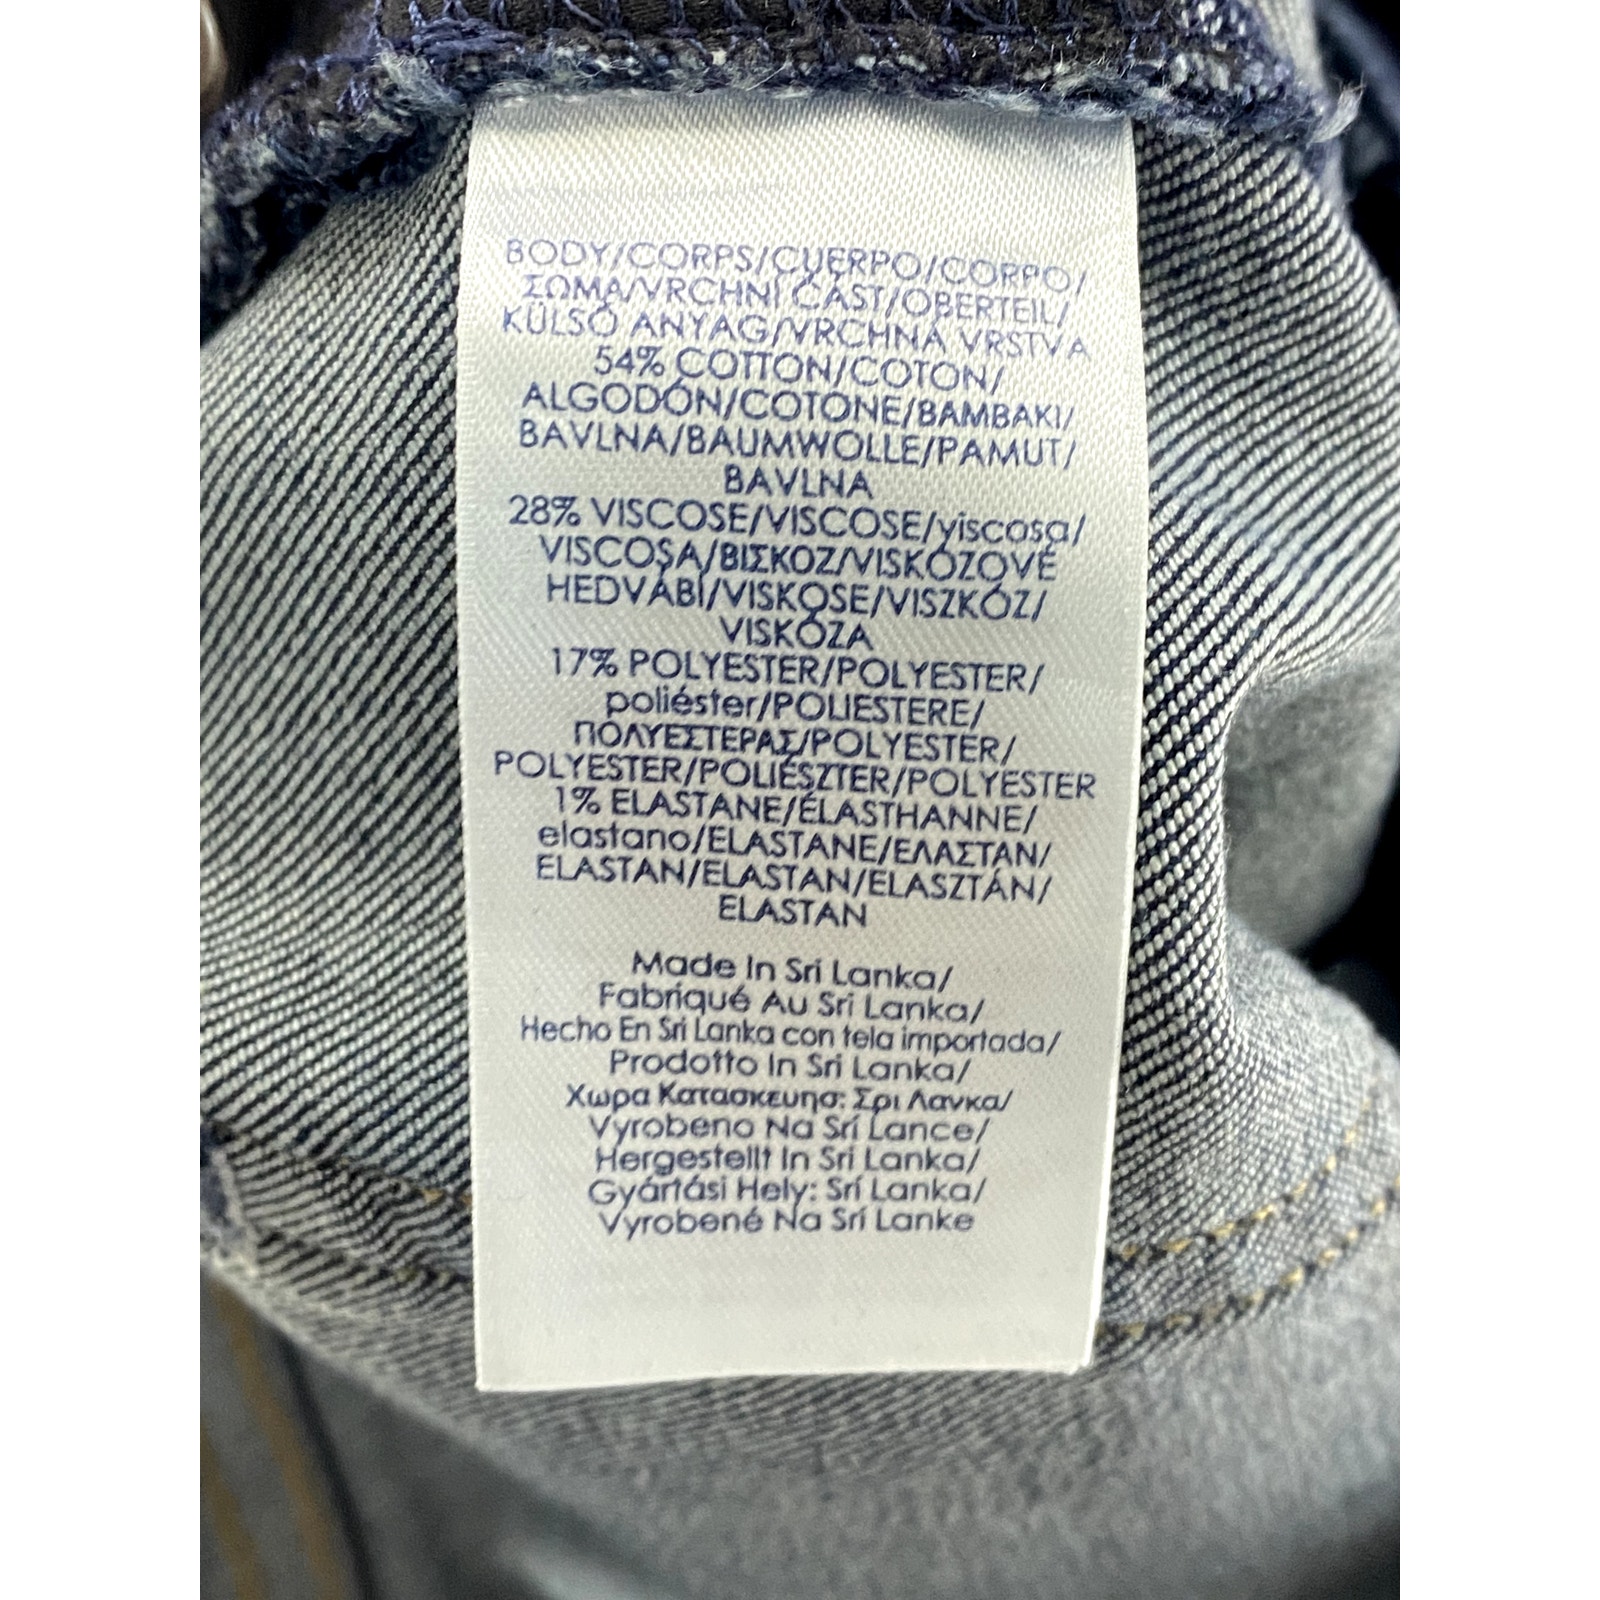 BODY/CORPS/CUERPO/CORPO/
ΣΩΜΑ/VRCHNÍ ČÁST/OBERTEIL/
KÜLSŐ ANYAG/VRCHNÁ VRSTVA
54% COTTON/COTON/
ALGODÓN/COTONE/BAMBAKI/
BAVLNA/BAUMWOLLE/PAMUT/
BAVLNA
28% VISCOSE/VISCOSE/viscosa/
VISCOSA/ΒΙΣΚΟΖ/VISKÓZOVÉ
HEDVÁBÍ/VISKOSE/VISZKÓZ/
VISKÓZA
17% POLYESTER/POLYESTER/
poliéster/POLIESTERE/
ΠΟΛΥΕΣΤΕΡΑΣ/POLYESTER/
POLYESTER/POLIÉSZTER/POLYESTER
1% ELASTANE/ÉLASTHANNE/
elastano/ELASTANE/ΕΛΑΣΤΑΝ/
ELASTAN/ELASTAN/ELASZTÁN/
ELASTAN
Made In Sri Lanka/
Fabriqué Au Sri Lanka/
Hecho En Sri Lanka con tela importada/
Prodotto In Sri Lanka/
Χωρα Κατασκευησ: Σρι Λανκα/
Vyrobeno Na Srí Lance/
Hergestellt In Sri Lanka/
Gyártási Hely: Srí Lanka/
Vyrobené Na Srí Lanke